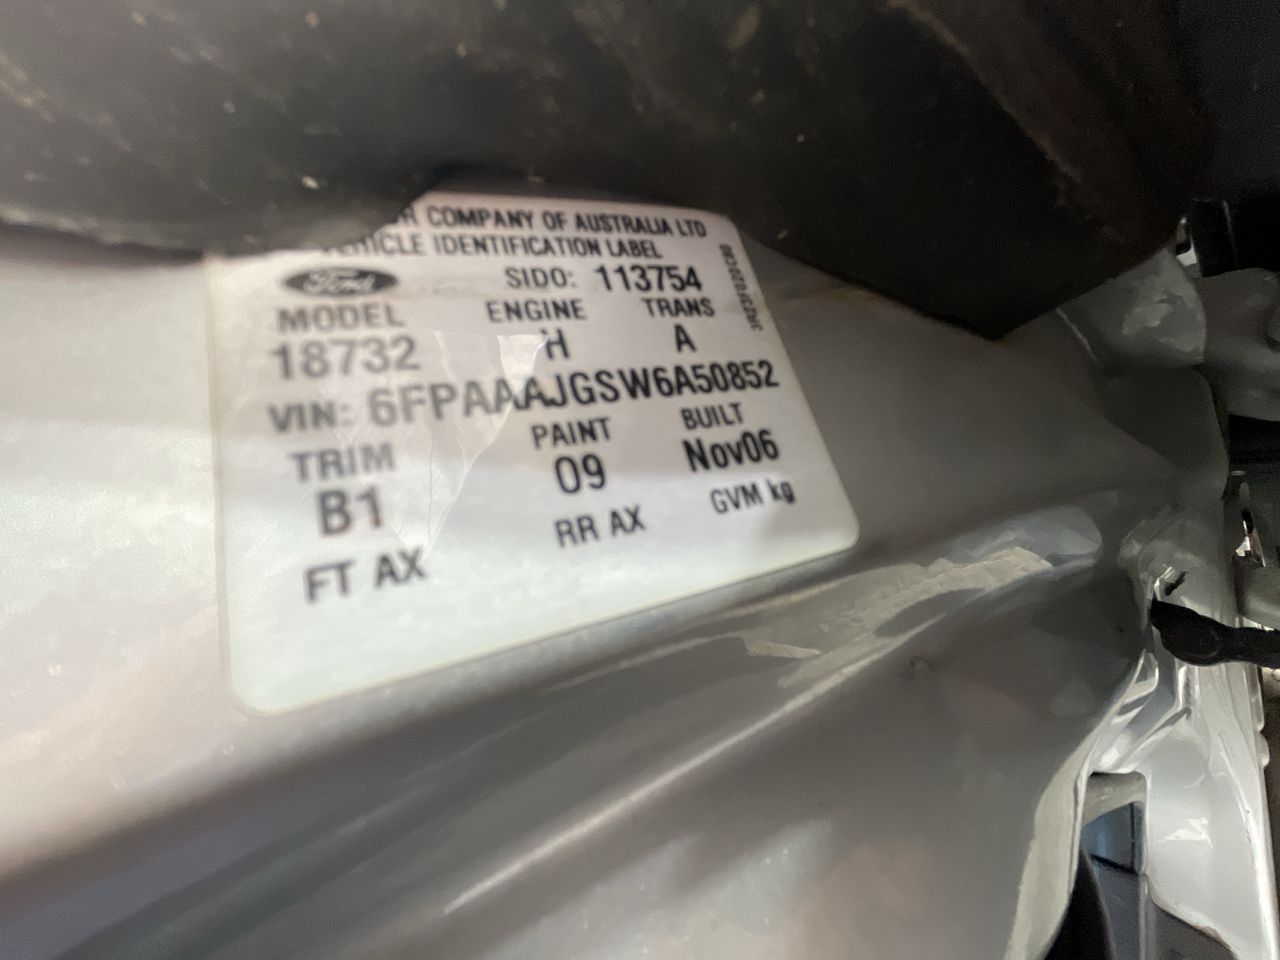 COMPANY OF AUSTRALIA LTD
VEHICLE IDENTIFICATION LABEL
Ford SIDO: 113754
MODEL ENGINE TRANS
18732 H A
VIN: 6FPAAAJGSW6A50852
TRIM PAINT BUILT
B1 09 Nov06
FT AX RR AX GVM kg